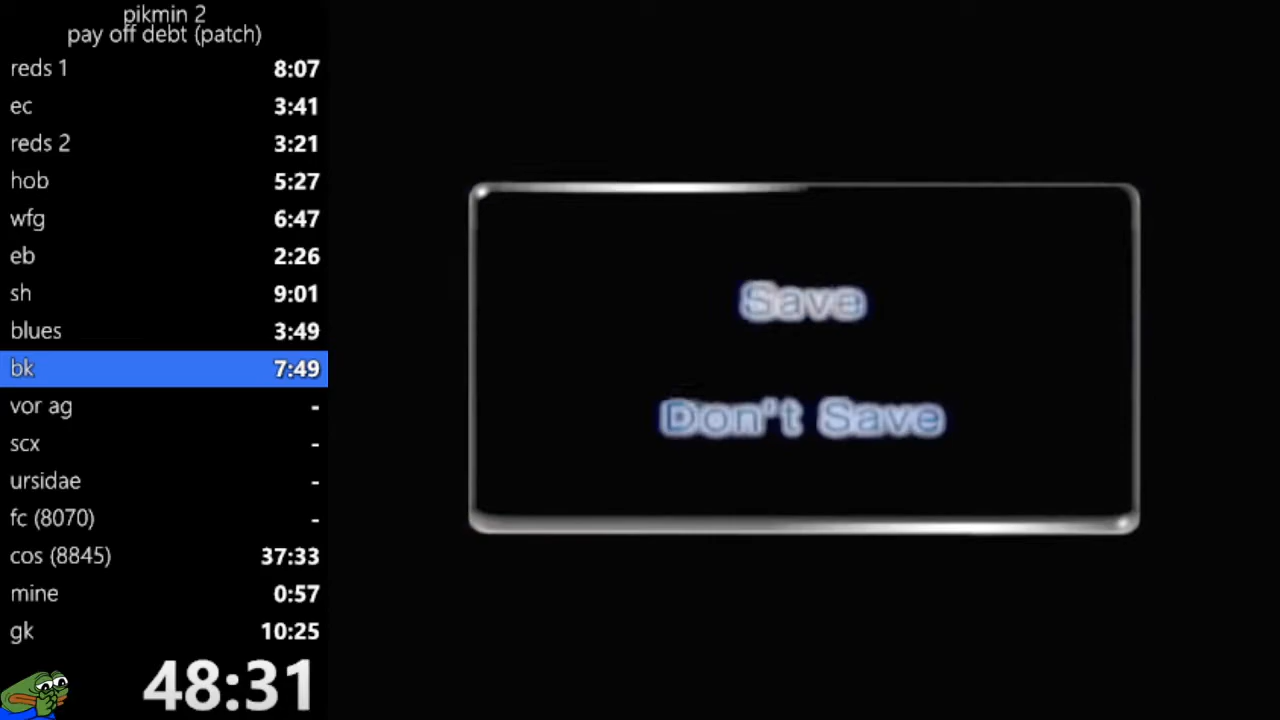 pikmin 2
pay off debt (patch)
reds 1 8:07
ec 3:41
reds 2 3:21
hob 5:27
wfg 6:47
eb 2:26
sh 9:01
blues 3:49
bk 7:49
vor ag -
scx -
ursidae -
fc (8070) -
cos (8845) 37:33
mine 0:57
gk 10:25
48:31
Save
Don't Save